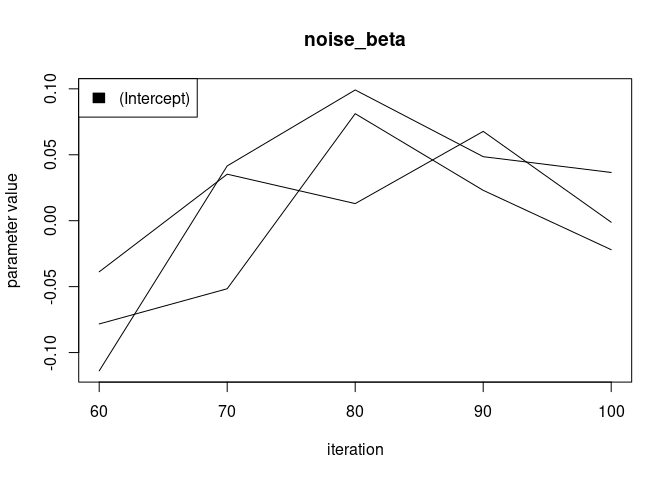 noise_beta
(Intercept)
parameter value
0.10
0.05
0.00
-0.05
-0.10
60 70 80 90 100
iteration